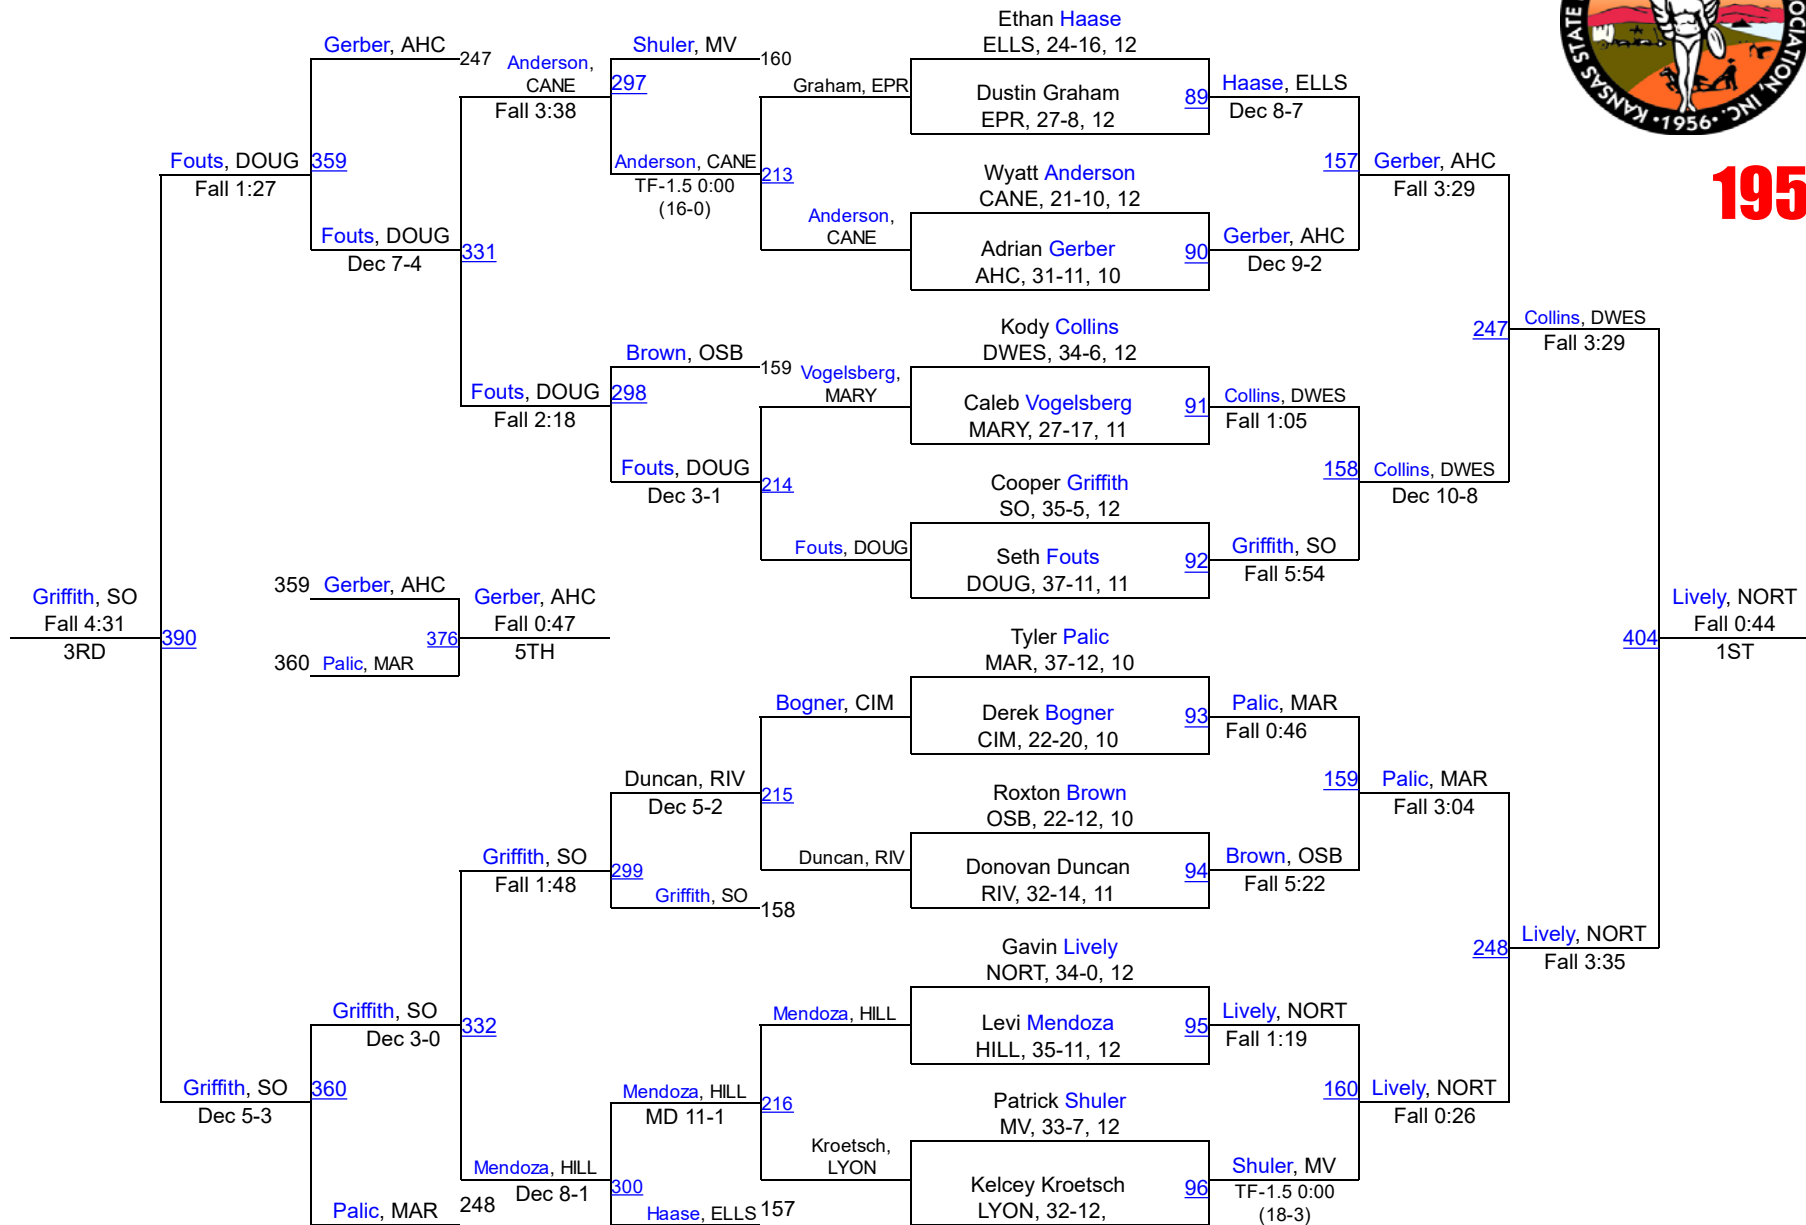 KANSAS STATE
OCIATION, INC.
•1956•
195
Ethan Haase
ELLS, 24-16, 12
Dustin Graham
EPR, 27-8, 12
89
Wyatt Anderson
CANE, 21-10, 12
Adrian Gerber
AHC, 31-11, 10
90
Kody Collins
DWES, 34-6, 12
Caleb Vogelsberg
MARY, 27-17, 11
91
Cooper Griffith
SO, 35-5, 12
Seth Fouts
DOUG, 37-11, 11
92
Tyler Palic
MAR, 37-12, 10
Derek Bogner
CIM, 22-20, 10
93
Roxton Brown
OSB, 22-12, 10
Donovan Duncan
RIV, 32-14, 11
94
Gavin Lively
NORT, 34-0, 12
Levi Mendoza
HILL, 35-11, 12
95
Patrick Shuler
MV, 33-7, 12
Kelcey Kroetsch
LYON, 32-12,
96
Haase, ELLS
Dec 8-7
157
Gerber, AHC
Dec 9-2
Collins, DWES
Fall 1:05
158
Griffith, SO
Fall 5:54
Palic, MAR
Fall 0:46
159
Brown, OSB
Fall 5:22
Lively, NORT
Fall 1:19
160
Shuler, MV
TF-1.5 0:00
(18-3)
Gerber, AHC
Fall 3:29
247
Collins, DWES
Dec 10-8
Palic, MAR
Fall 3:04
248
Lively, NORT
Fall 0:26
Collins, DWES
Fall 3:29
404
Lively, NORT
Fall 3:35
Lively, NORT
Fall 0:44
1ST
Graham, EPR
213
Anderson,
CANE
Vogelsberg,
MARY
214
Fouts, DOUG
Bogner, CIM
215
Duncan, RIV
Mendoza, HILL
216
Kroetsch,
LYON
Shuler, MV
160
297
Anderson, CANE
TF-1.5 0:00
(16-0)
Brown, OSB
159
298
Fouts, DOUG
Dec 3-1
Duncan, RIV
Dec 5-2
299
Griffith, SO
158
Mendoza, HILL
MD 11-1
300
Haase, ELLS
157
Anderson,
CANE
Fall 3:38
331
Fouts, DOUG
Fall 2:18
Griffith, SO
Fall 1:48
332
Mendoza, HILL
Dec 8-1
Gerber, AHC
247
359
Fouts, DOUG
Dec 7-4
Griffith, SO
Dec 3-0
360
Palic, MAR
248
Fouts, DOUG
Fall 1:27
390
Griffith, SO
Dec 5-3
Griffith, SO
Fall 4:31
3RD
359
Gerber, AHC
376
360
Palic, MAR
Gerber, AHC
Fall 0:47
5TH